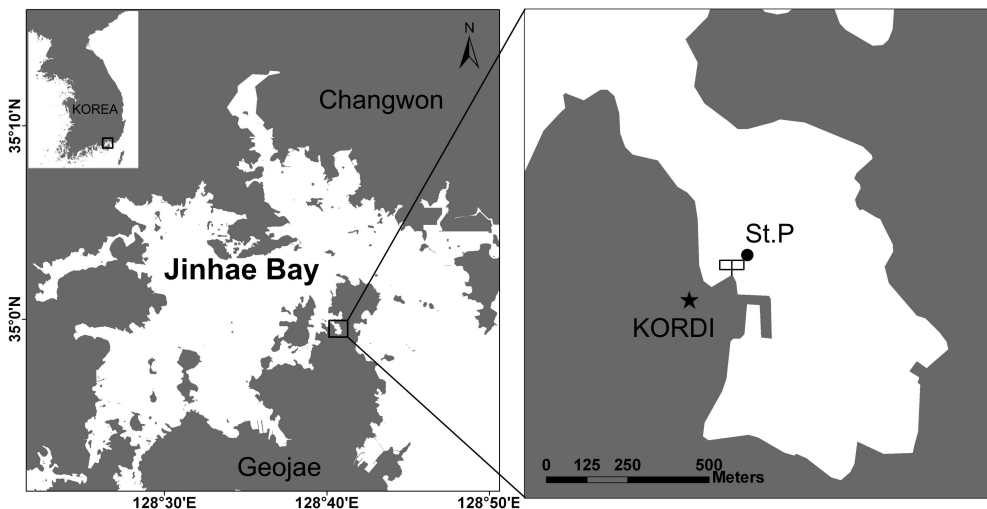 N
Changwon
KOREA
35°10'N
Jinhae Bay
35°0'N
Geojae
128°30'E
128°40'E
128°50'E
St.P
KORDI
0 125 250 500
Meters